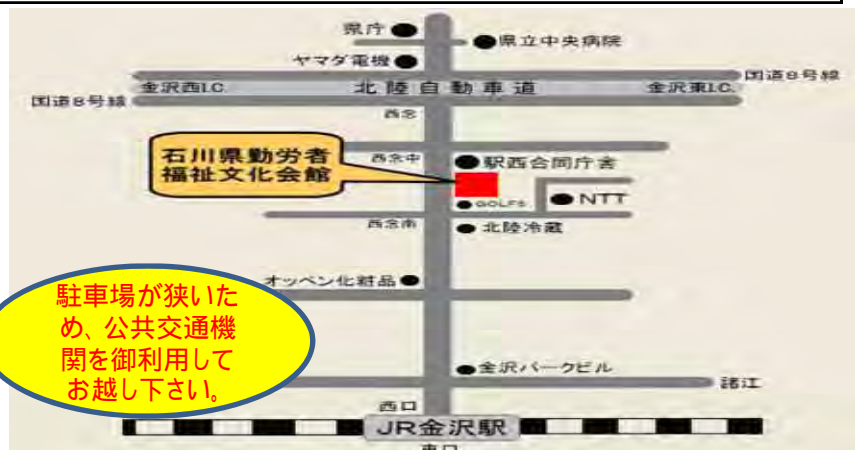 県庁
県立中央病院
ヤマダ電機
国道8号線
金沢西I.C.
北陸自動車道
金沢東I.C.
国道8号線
西念
石川県勤労者
福祉文化会館
西念中
駅西合同庁舎
GOLF5
NTT
西念南
北陸冷蔵
オッペン化粧品
駐車場が狭いた
め、公共交通機
関を御利用して
お越し下さい。
金沢パークビル
諸江
西口
JR金沢駅
東口